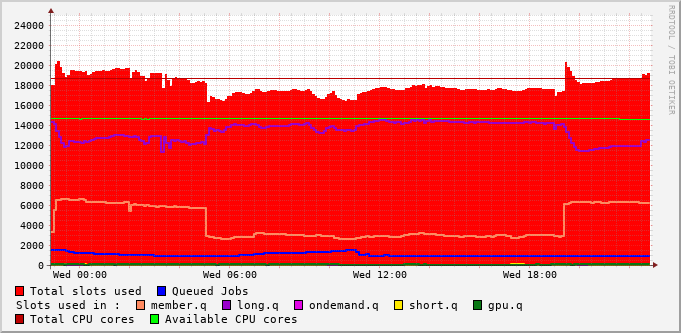 24000
22000
20000
18000
16000
14000
12000
10000
8000
6000
4000
2000
0
Wed 00:00 Wed 06:00 Wed 12:00 Wed 18:00
RRDTOOL / TOBI OETIKER
Total slots used Queued Jobs
Slots used in : member.q long.q ondemand.q short.q gpu.q
Total CPU cores Available CPU cores